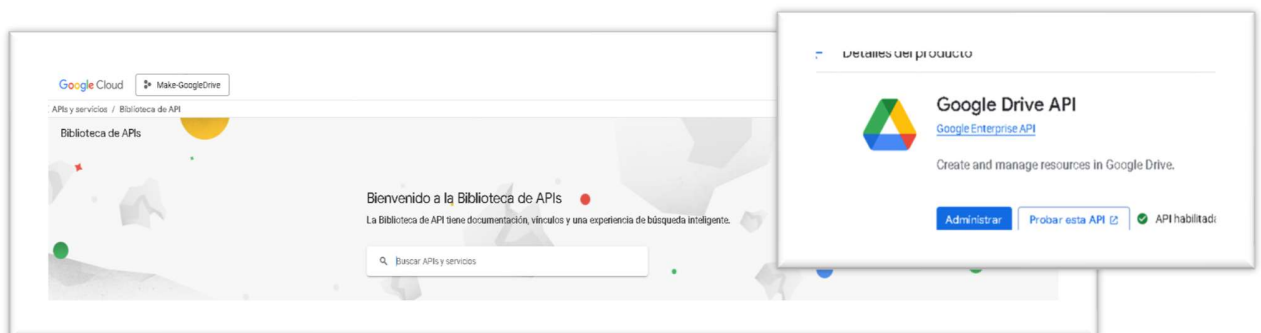 Google Cloud
Make-GoogleDrive
APIs y servicios / Biblioteca de API
Biblioteca de APIs
Bienvenido a la Biblioteca de APIs
La Biblioteca de API tiene documentación, vínculos y una experiencia de búsqueda inteligente.
Buscar APIs y servicios
Detalles del producto
Google Drive API
Google Enterprise API
Create and manage resources in Google Drive.
Administrar
Probar esta API
API habilitada